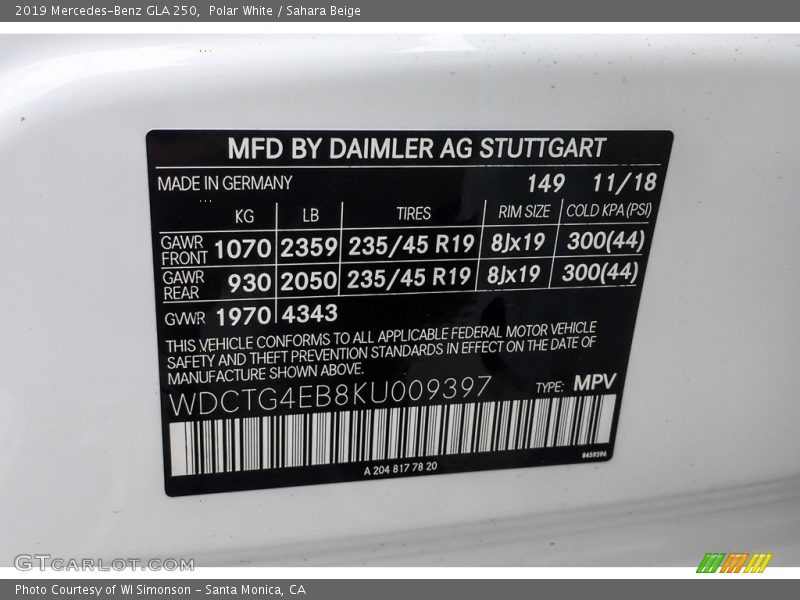 2019 Mercedes-Benz GLA 250,  Polar White / Sahara Beige
MFD BY DAIMLER AG STUTTGART
MADE IN GERMANY 149 11/18
KG LB TIRES RIM SIZE COLD KPA(PSI)
GAWR FRONT 1070 2359 235/45 R19 8Jx19 300(44)
GAWR REAR 930 2050 235/45 R19 8Jx19 300(44)
GVWR 1970 4343
THIS VEHICLE CONFORMS TO ALL APPLICABLE FEDERAL MOTOR VEHICLE
SAFETY AND THEFT PREVENTION STANDARDS IN EFFECT ON THE DATE OF
MANUFACTURE SHOWN ABOVE.
WDCTG4EB8KU009397 TYPE: MPV
A 204 817 78 20 8459396
GTCARLOT.COM
Photo Courtesy of WI Simonson - Santa Monica, CA